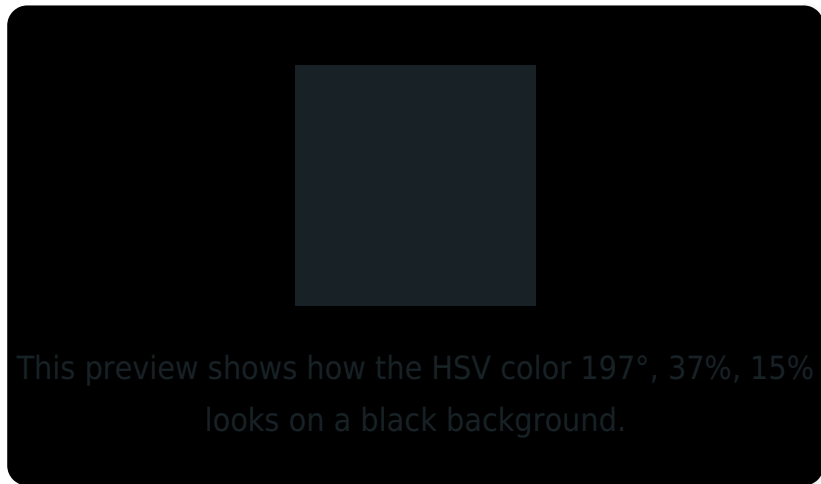 This preview shows how the HSV color 197°, 37%, 15%
looks on a black background.